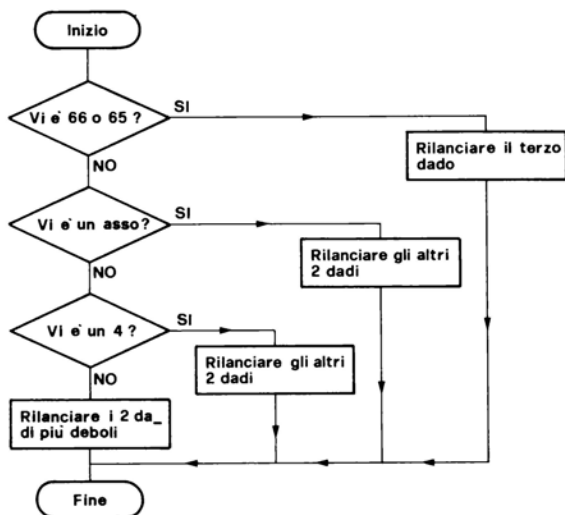 Inizio
Vi e' 66 o 65 ?
SI
Rilanciare il terzo
dado
NO
Vi e' un asso?
SI
Rilanciare gli altri
2 dadi
NO
Vi e' un 4 ?
SI
Rilanciare gli altri
2 dadi
NO
Rilanciare i 2 da_
di più deboli
Fine